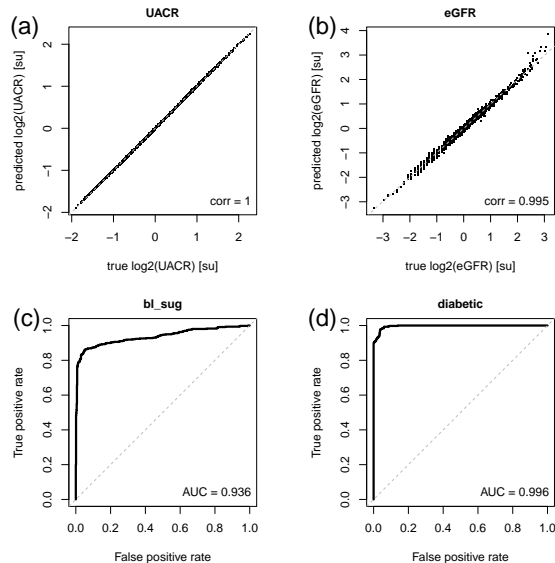 (a)
UACR
predicted log2(UACR) [su]
2
1
0
−1
−2
corr = 1
−2 −1 0 1 2
true log2(UACR) [su]
(b)
eGFR
predicted log2(eGFR) [su]
4
3
2
1
0
−1
−2
−3
corr = 0.995
−3 −2 −1 0 1 2 3
true log2(eGFR) [su]
(c)
bl_sug
True positive rate
1.0
0.8
0.6
0.4
0.2
0.0
AUC = 0.936
0.0 0.2 0.4 0.6 0.8 1.0
False positive rate
(d)
diabetic
True positive rate
1.0
0.8
0.6
0.4
0.2
0.0
AUC = 0.996
0.0 0.2 0.4 0.6 0.8 1.0
False positive rate